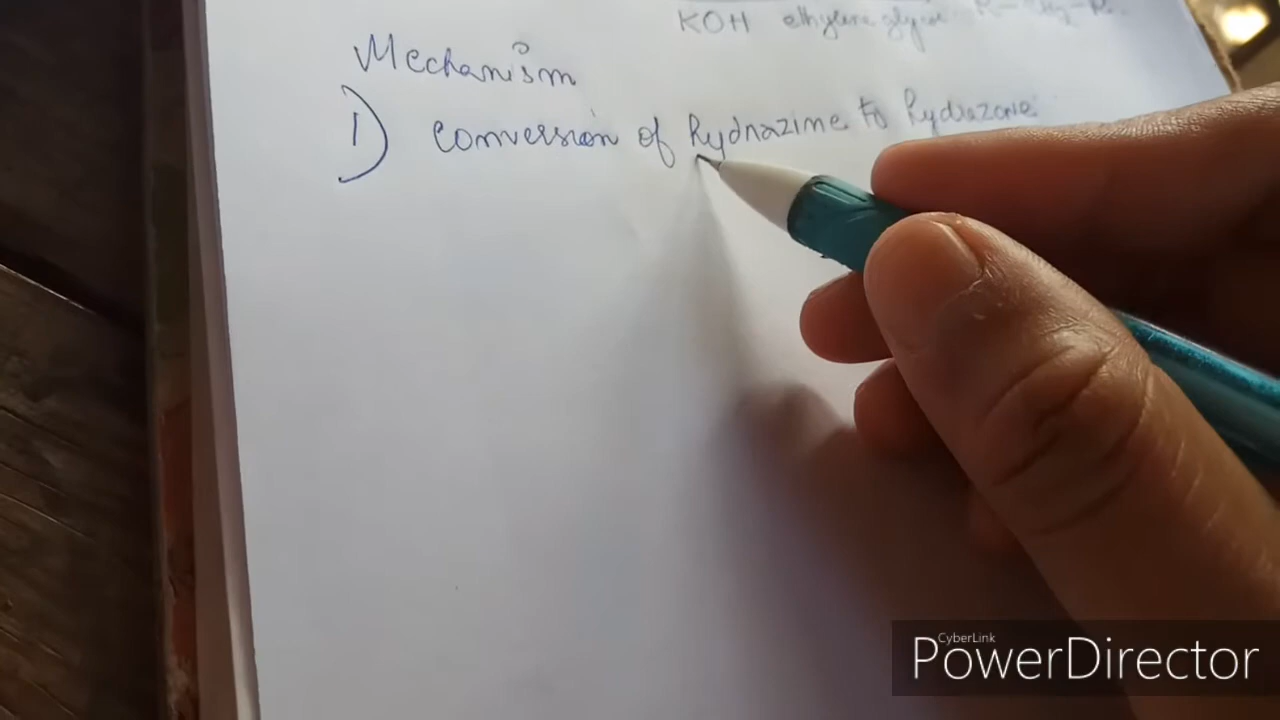 KOH ethylene glycol
Mechanism
1) conversion of hydrazine to hydrazone
CyberLink
PowerDirector